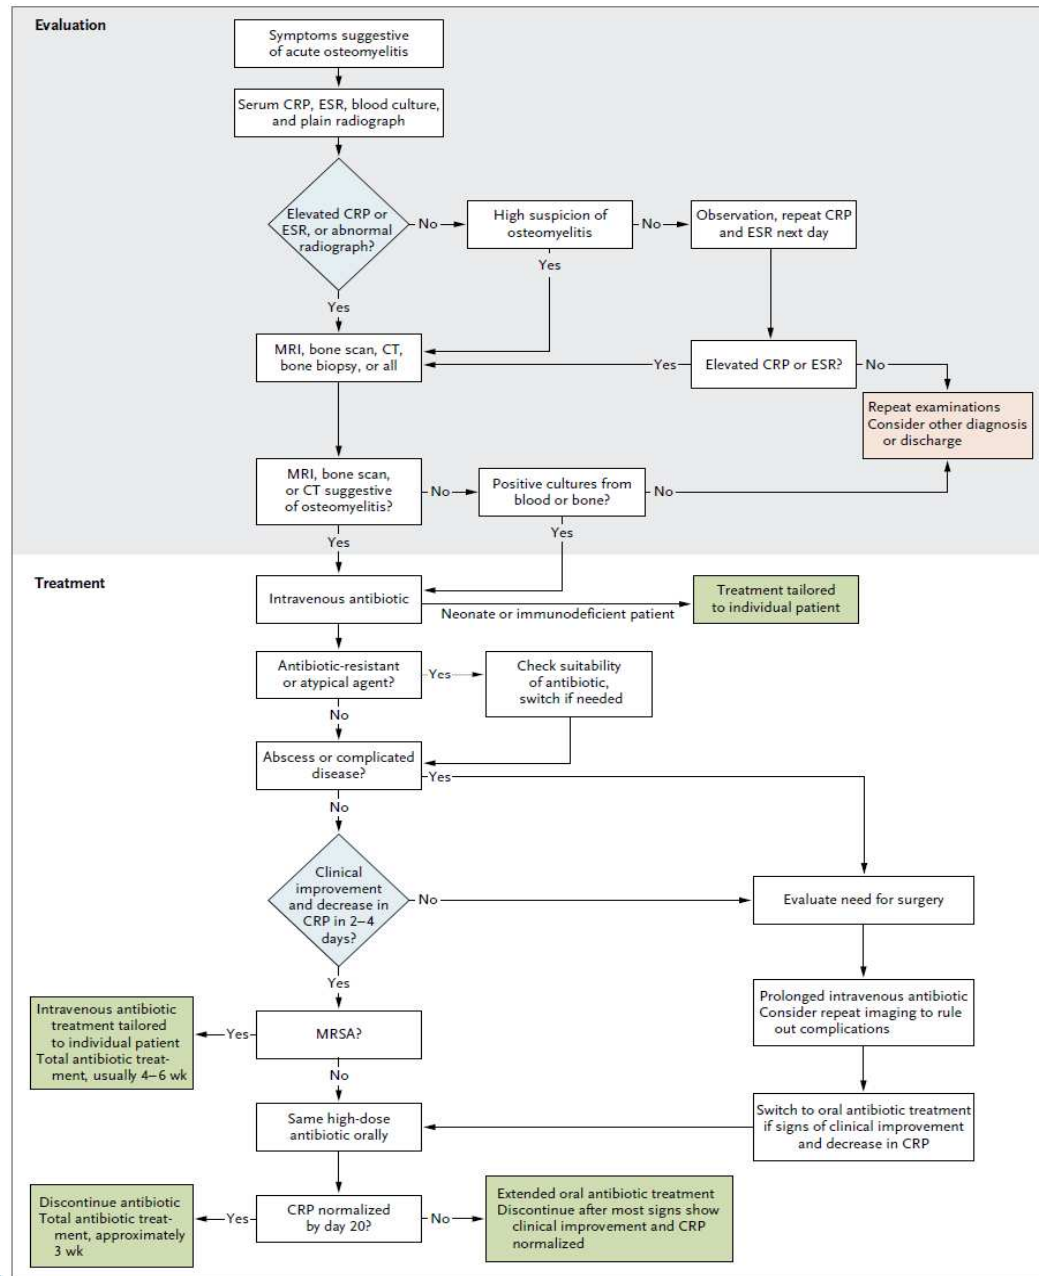 Evaluation
Symptoms suggestive
of acute osteomyelitis
Serum CRP, ESR, blood culture,
and plain radiograph
Elevated CRP or
ESR, or abnormal
radiograph?
No
High suspicion of
osteomyelitis
No
Observation, repeat CRP
and ESR next day
Yes
Yes
MRI, bone scan, CT,
bone biopsy, or all
Yes
Elevated CRP or ESR?
No
Repeat examinations
Consider other diagnosis
or discharge
MRI, bone scan,
or CT suggestive
of osteomyelitis?
No
Positive cultures from
blood or bone?
No
Yes
Yes
Treatment
Intravenous antibiotic
Neonate or immunodeficient patient
Treatment tailored
to individual patient
Antibiotic-resistant
or atypical agent?
Yes
Check suitability
of antibiotic,
switch if needed
No
Abscess or complicated
disease?
Yes
No
Clinical
improvement
and decrease in
CRP in 2–4
days?
No
Evaluate need for surgery
Yes
Prolonged intravenous antibiotic
Consider repeat imaging to rule
out complications
Intravenous antibiotic
treatment tailored
to individual patient
Total antibiotic treat-
ment, usually 4–6 wk
Yes
MRSA?
No
Same high-dose
antibiotic orally
Switch to oral antibiotic treatment
if signs of clinical improvement
and decrease in CRP
Discontinue antibiotic
Total antibiotic treat-
ment, approximately
3 wk
Yes
CRP normalized
by day 20?
No
Extended oral antibiotic treatment
Discontinue after most signs show
clinical improvement and CRP
normalized